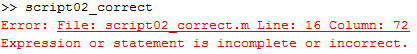 >> script02_correct
Error: File: script02_correct.m Line: 16 Column: 72
Expression or statement is incomplete or incorrect.